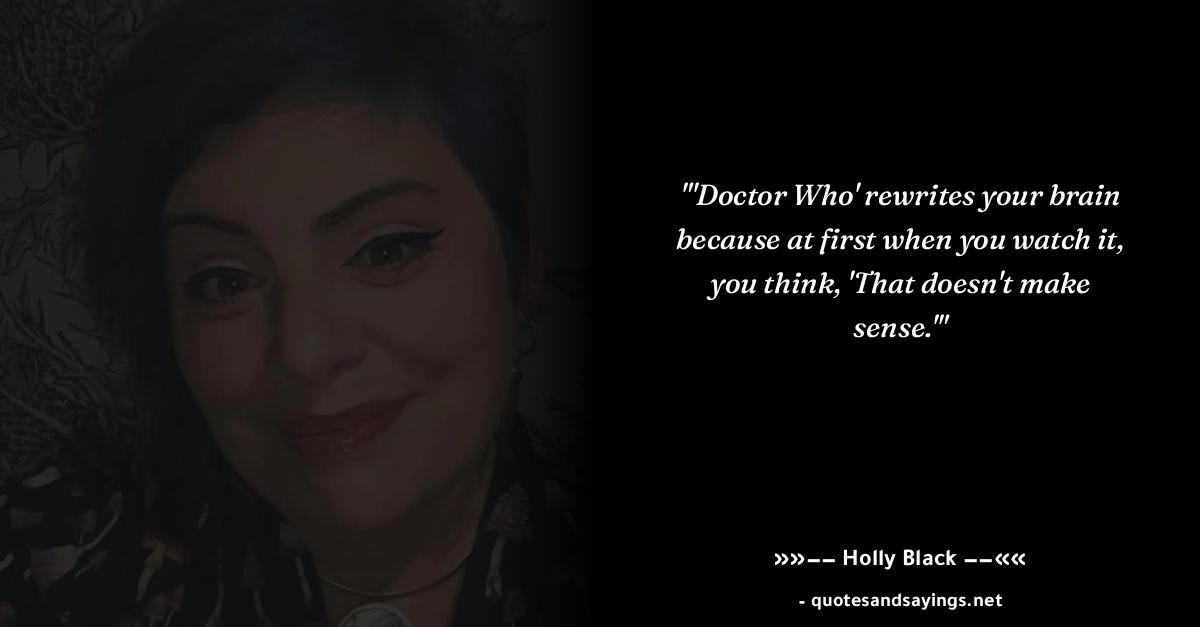 "'Doctor Who' rewrites your brain
because at first when you watch it,
you think, 'That doesn't make
sense.'"
»»−− Holly Black −−««
- quotesandsayings.net